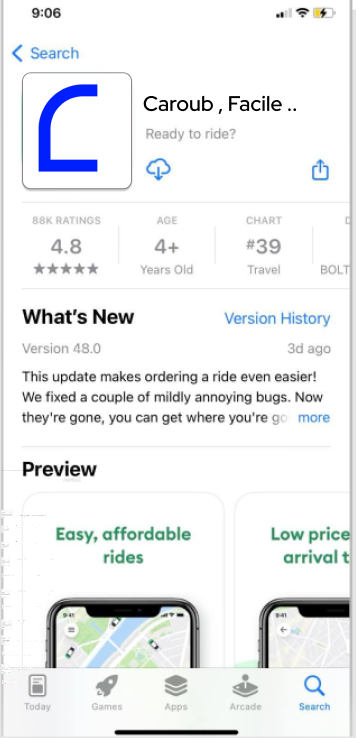 9:06
Search
Caroub , Facile ..
Ready to ride?
88K RATINGS
4.8
AGE
4+
Years Old
CHART
#39
Travel
D
BOLT
What's New
Version History
Version 48.0
3d ago
This update makes ordering a ride even easier!
We fixed a couple of mildly annoying bugs. Now
they're gone, you can get where you're go more
Preview
Easy, affordable
rides
Low price
arrival t
9:41
9:41
Today
Games
Apps
Arcade
Search